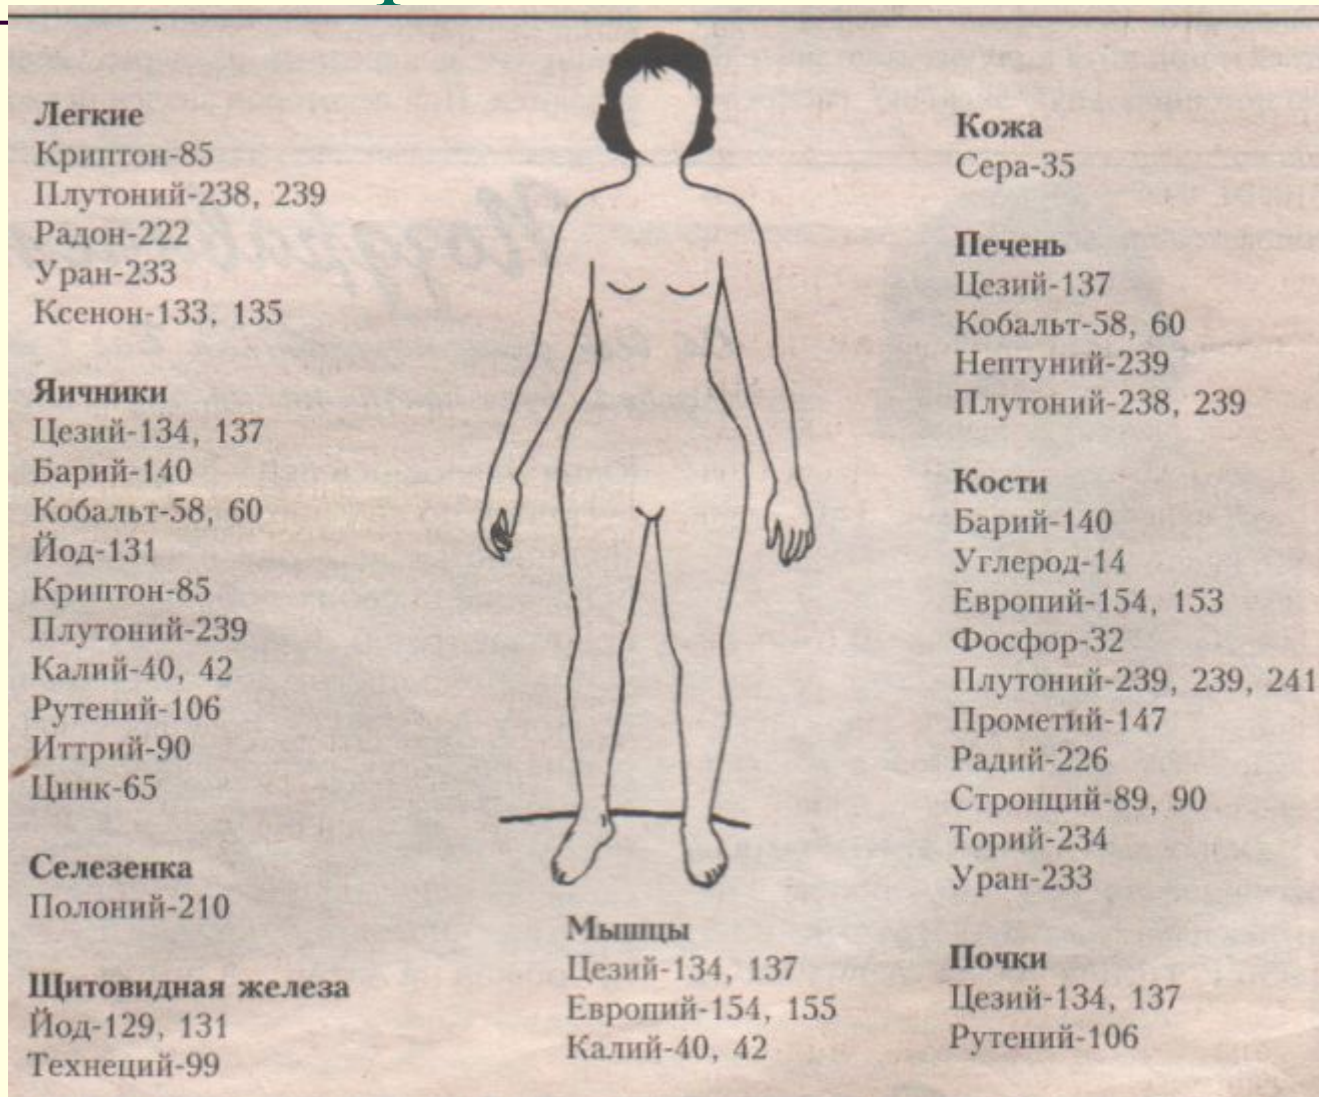 Легкие
Криптон-85
Плутоний-238, 239
Радон-222
Уран-233
Ксенон-133, 135
Яичники
Цезий-134, 137
Барий-140
Кобальт-58, 60
Йод-131
Криптон-85
Плутоний-239
Калий-40, 42
Рутений-106
Иттрий-90
Цинк-65
Селезенка
Полоний-210
Щитовидная железа
Йод-129, 131
Технеций-99
Мышцы
Цезий-134, 137
Европий-154, 155
Калий-40, 42
Кожа
Сера-35
Печень
Цезий-137
Кобальт-58, 60
Нептуний-239
Плутоний-238, 239
Кости
Барий-140
Углерод-14
Европий-154, 153
Фосфор-32
Плутоний-239, 239, 241
Прометий-147
Радий-226
Стронций-89, 90
Торий-234
Уран-233
Почки
Цезий-134, 137
Рутений-106